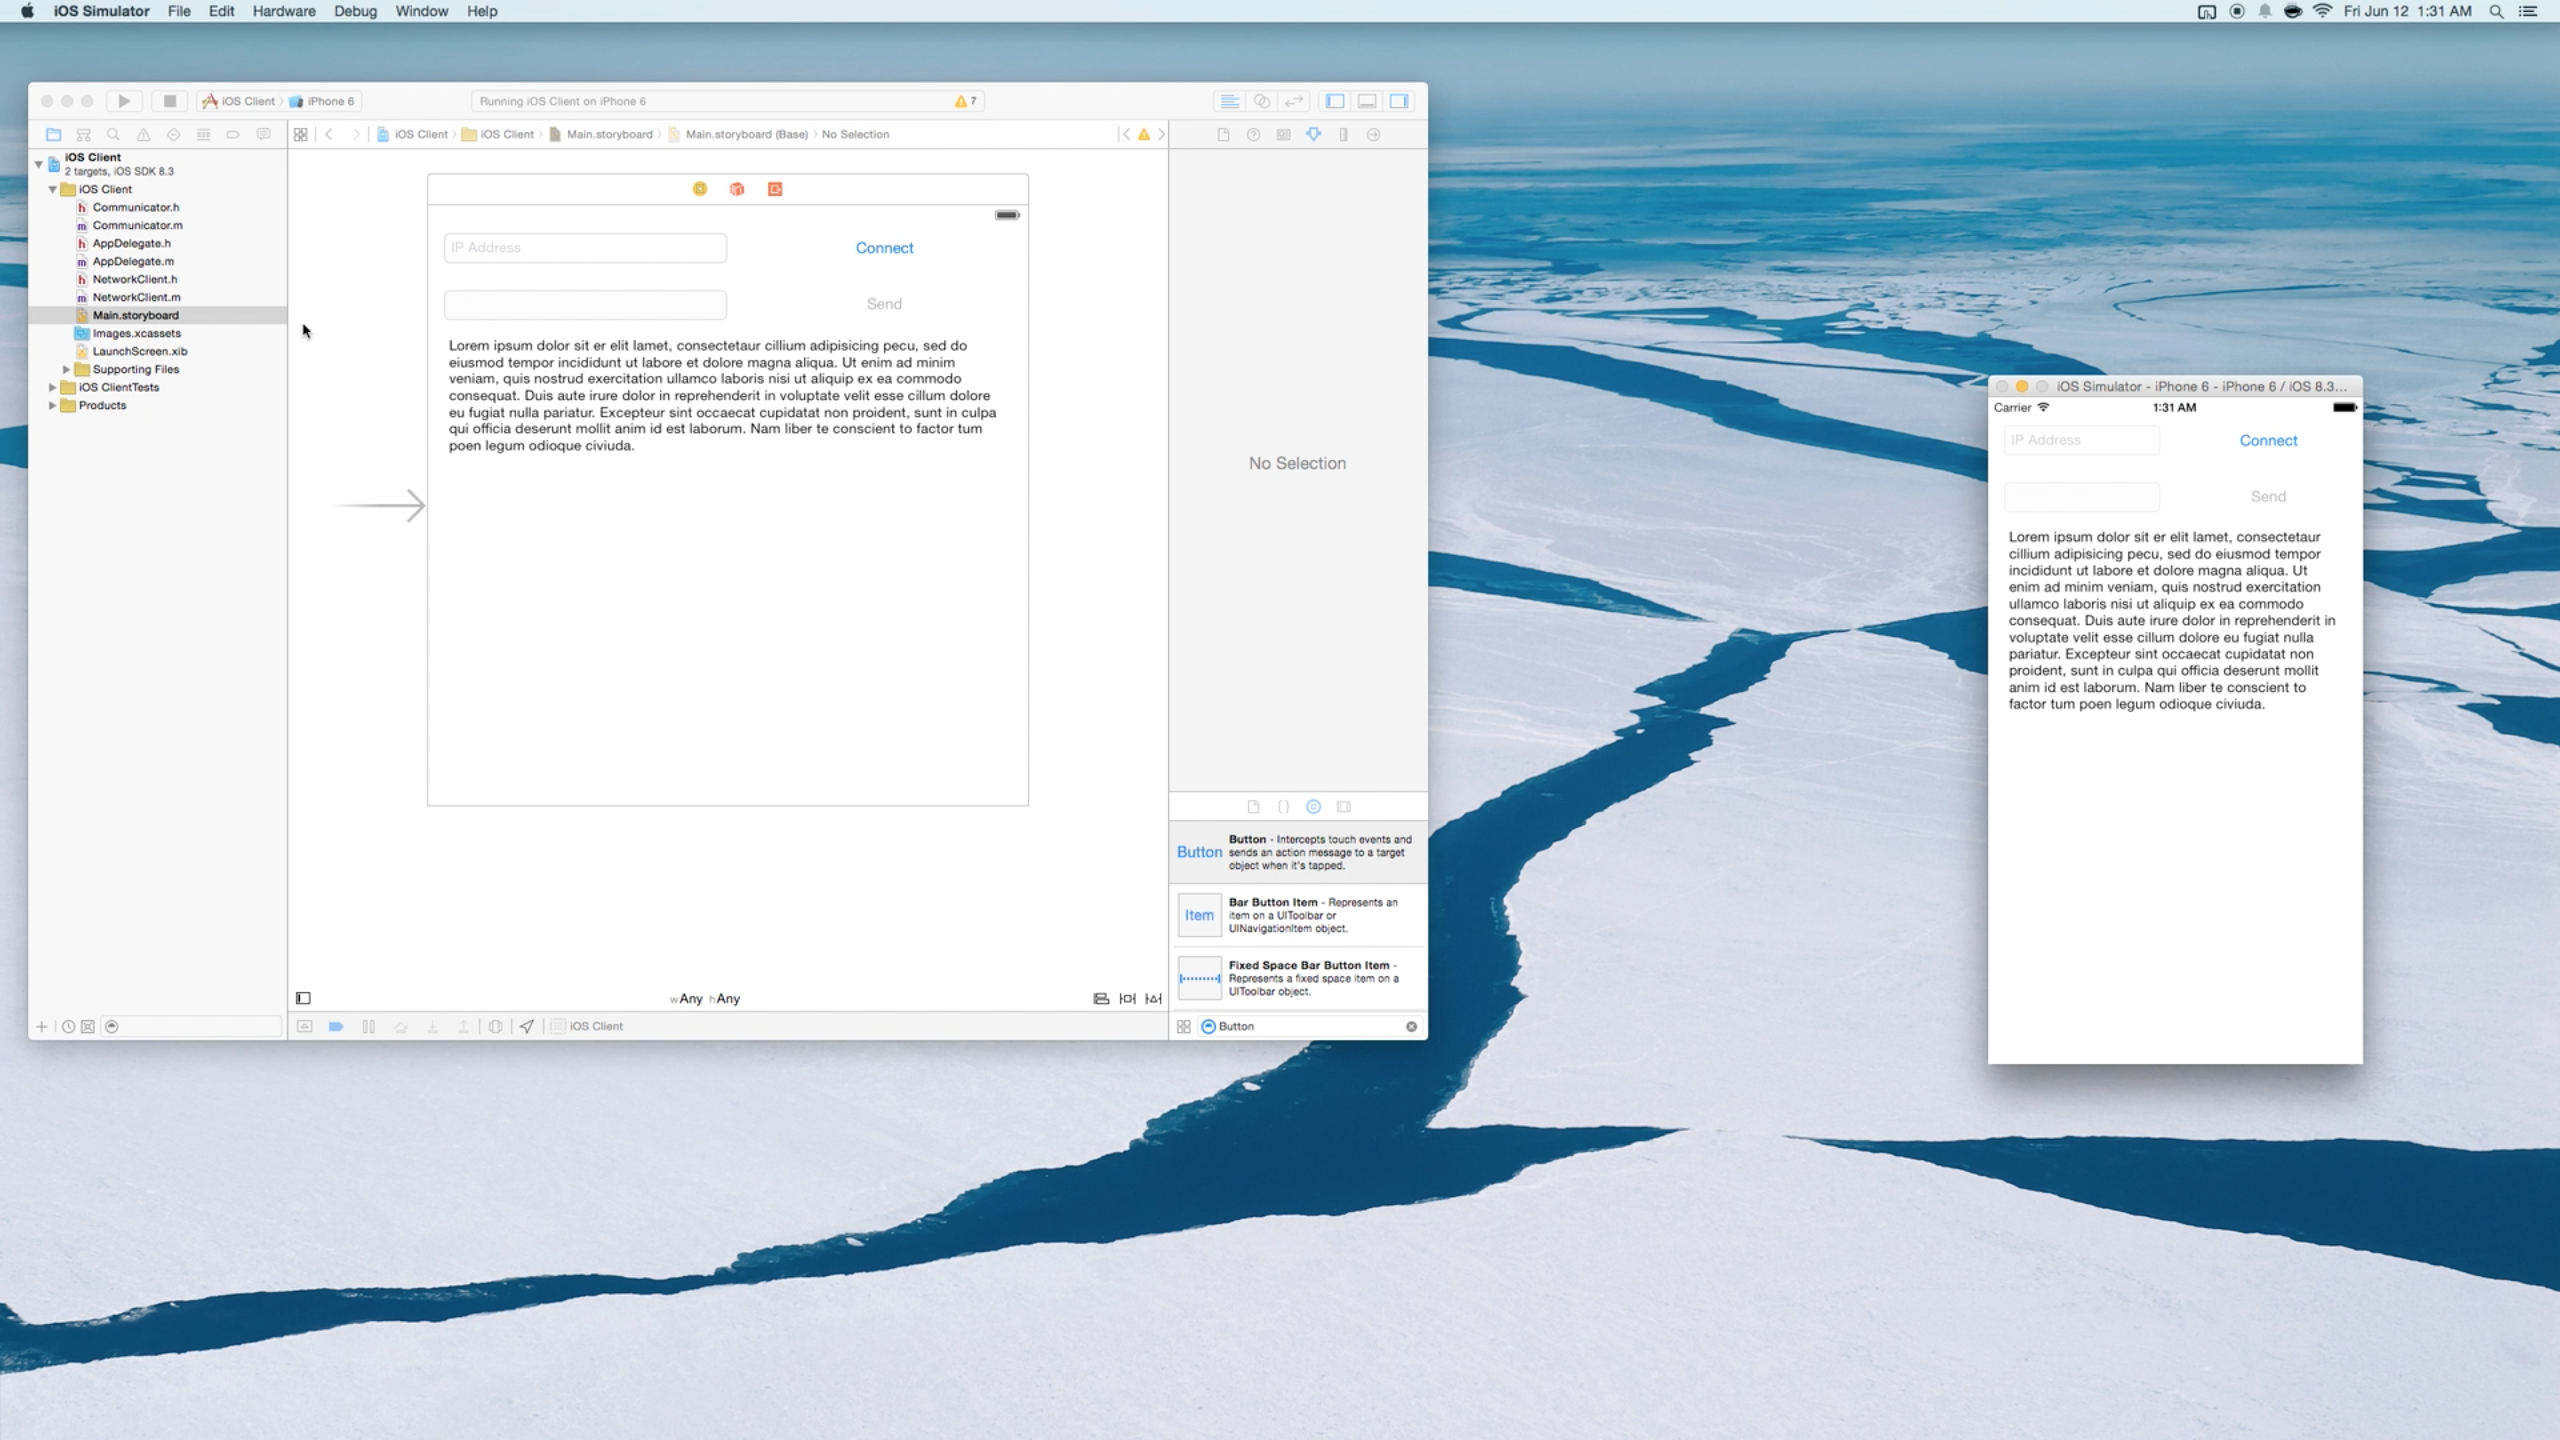 iOS Simulator File Edit Hardware Debug Window Help
Fri Jun 12 1:31 AM
iOS Client iPhone 6
Running iOS Client on iPhone 6
7
iOS Client iOS Client Main.storyboard Main.storyboard (Base) No Selection
iOS Client
2 targets, iOS SDK 8.3
iOS Client
Communicator.h
Communicator.m
AppDelegate.h
AppDelegate.m
NetworkClient.h
NetworkClient.m
Main.storyboard
Images.xcassets
LaunchScreen.xib
Supporting Files
iOS ClientTests
Products
IP Address
Connect
Send
Lorem ipsum dolor sit er elit lamet, consectetaur cillium adipisicing pecu, sed do
eiusmod tempor incididunt ut labore et dolore magna aliqua. Ut enim ad minim
veniam, quis nostrud exercitation ullamco laboris nisi ut aliquip ex ea commodo
consequat. Duis aute irure dolor in reprehenderit in voluptate velit esse cillum dolore
eu fugiat nulla pariatur. Excepteur sint occaecat cupidatat non proident, sunt in culpa
qui officia deserunt mollit anim id est laborum. Nam liber te conscient to factor tum
poen legum odioque civiuda.
wAny hAny
iOS Client
No Selection
Button
Button - Intercepts touch events and
sends an action message to a target
object when it's tapped.
Item
Bar Button Item - Represents an
item on a UIToolbar or
UINavigationItem object.
Fixed Space Bar Button Item -
Represents a fixed space item on a
UIToolbar object.
Button
iOS Simulator - iPhone 6 - iPhone 6 / iOS 8.3...
Carrier 1:31 AM
IP Address
Connect
Send
Lorem ipsum dolor sit er elit lamet, consectetaur
cillium adipisicing pecu, sed do eiusmod tempor
incididunt ut labore et dolore magna aliqua. Ut
enim ad minim veniam, quis nostrud exercitation
ullamco laboris nisi ut aliquip ex ea commodo
consequat. Duis aute irure dolor in reprehenderit in
voluptate velit esse cillum dolore eu fugiat nulla
pariatur. Excepteur sint occaecat cupidatat non
proident, sunt in culpa qui officia deserunt mollit
anim id est laborum. Nam liber te conscient to
factor tum poen legum odioque civiuda.